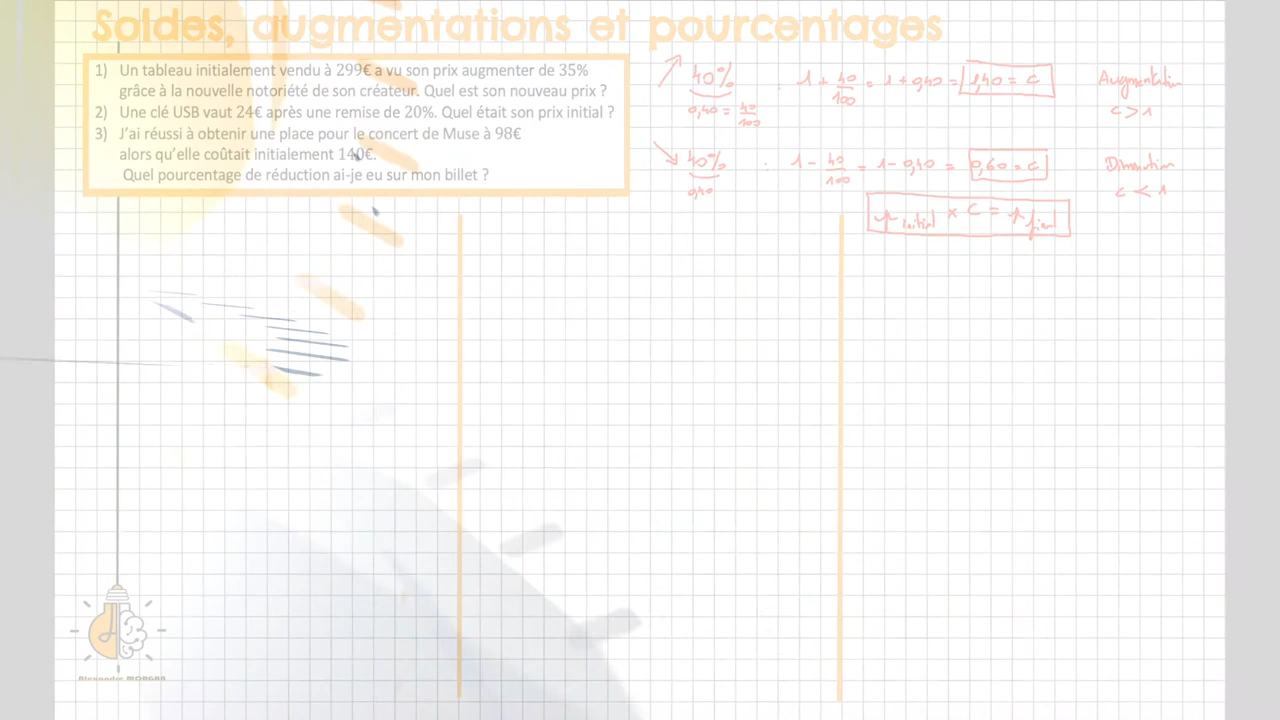 Soldes, augmentations et pourcentages
1) Un tableau initialement vendu à 299€ a vu son prix augmenter de 35%
grâce à la nouvelle notoriété en son créateur. Quel est son nouveau prix ?
2) Une clé USB vaut 24€ après une remise de 20%. Quel était son prix initial ?
3) J'ai réussi à obtenir une place pour le concert de Muse à 98€
alors qu'elle coûtait initialement 140€.
Quel pourcentage de réduction ai-je eu sur mon billet ?
↗ 40% : 1 + 40/100 = 1 + 0,40 = 1,40 = C Augmentation
0,40 = 40/100 C > 1
↘ 40% : 1 - 40/100 = 1 - 0,40 = 0,60 = C Diminution
0,40 C < 1
p initial × C = p final
Alexandre MORGAN